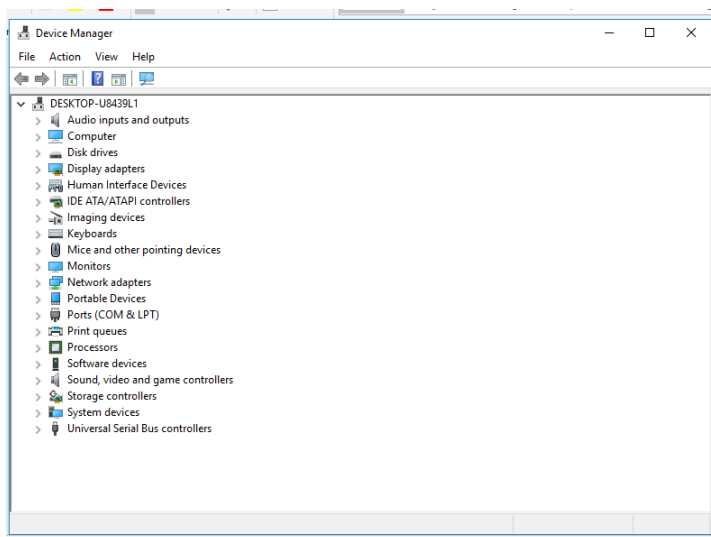 Device Manager
File Action View Help
DESKTOP-U8439L1
Audio inputs and outputs
Computer
Disk drives
Display adapters
Human Interface Devices
IDE ATA/ATAPI controllers
Imaging devices
Keyboards
Mice and other pointing devices
Monitors
Network adapters
Portable Devices
Ports (COM & LPT)
Print queues
Processors
Software devices
Sound, video and game controllers
Storage controllers
System devices
Universal Serial Bus controllers